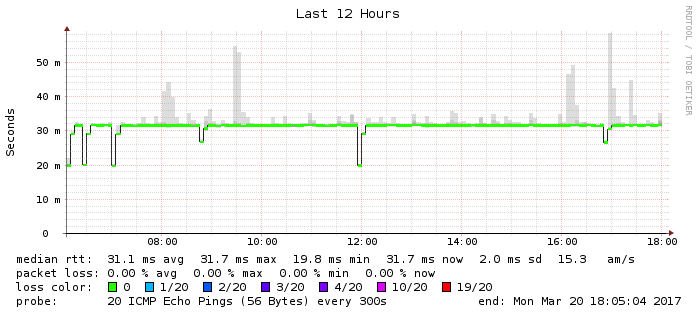 Last 12 Hours
RRDTOOL / TOBI OETIKER
Seconds
50 m
40 m
30 m
20 m
10 m
0
08:00 10:00 12:00 14:00 16:00 18:00
median rtt: 31.1 ms avg 31.7 ms max 19.8 ms min 31.7 ms now 2.0 ms sd 15.3 am/s
packet loss: 0.00 % avg 0.00 % max 0.00 % min 0.00 % now
loss color: 0 1/20 2/20 3/20 4/20 10/20 19/20
probe: 20 ICMP Echo Pings (56 Bytes) every 300s end: Mon Mar 20 18:05:04 2017